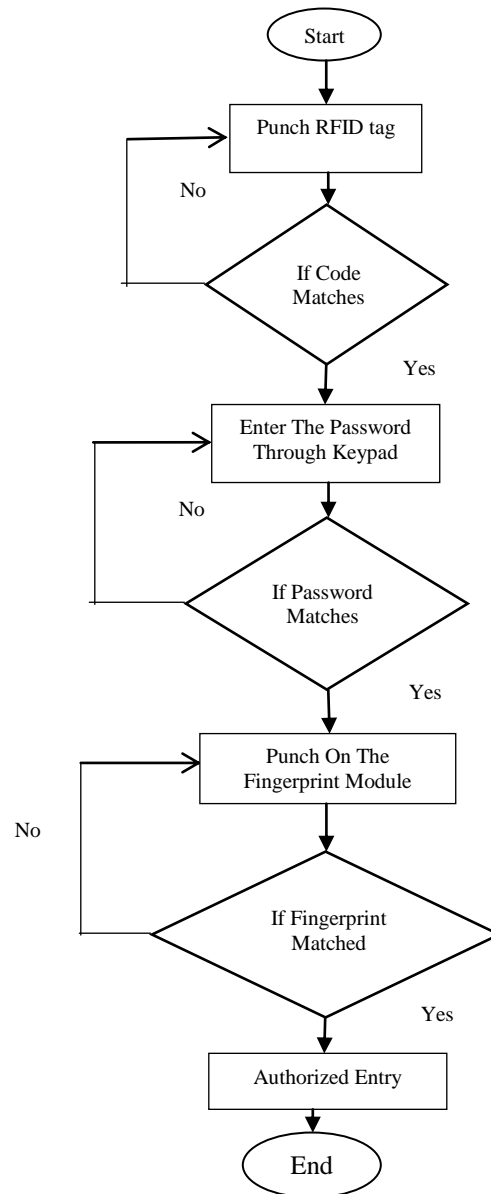 Start
Punch RFID tag
No
If Code
Matches
Yes
Enter The Password
Through Keypad
No
If Password
Matches
Yes
Punch On The
Fingerprint Module
No
If Fingerprint
Matched
Yes
Authorized Entry
End